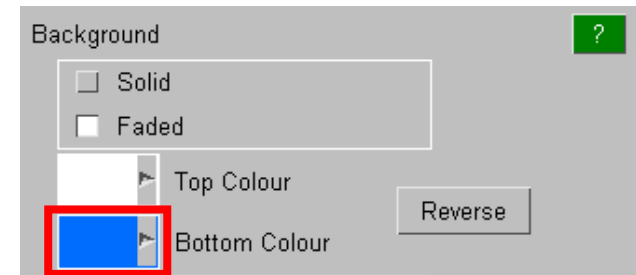 Background ?
Solid
Faded
Top Colour
Reverse
Bottom Colour